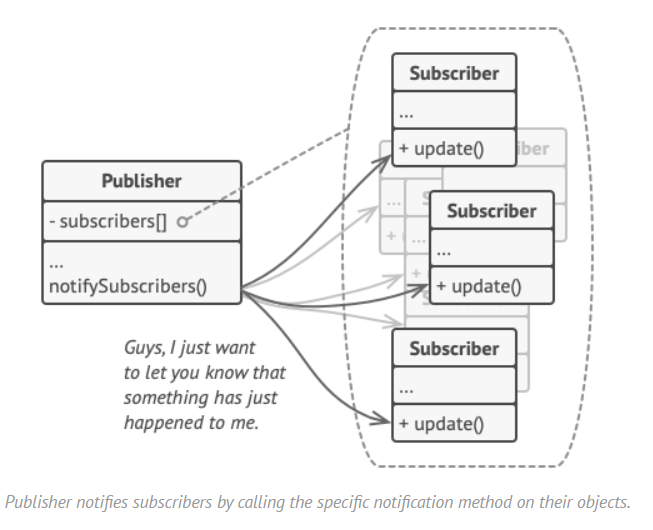 Publisher
- subscribers[]
...
notifySubscribers()
Guys, I just want
to let you know that
something has just
happened to me.
Subscriber
...
+ update()
Subscriber
...
+ update()
Subscriber
...
+ update()
Publisher notifies subscribers by calling the specific notification method on their objects.